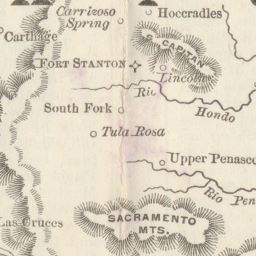 Carrizoso
Spring
Hoccradles
Carthage
G. CAPITAN
FORT STANTON
Lincoln
Rio
Hondo
South Fork
Tula Rosa
Upper Penasco
Rio Pen
SACRAMENTO
MTS.
Las Cruces